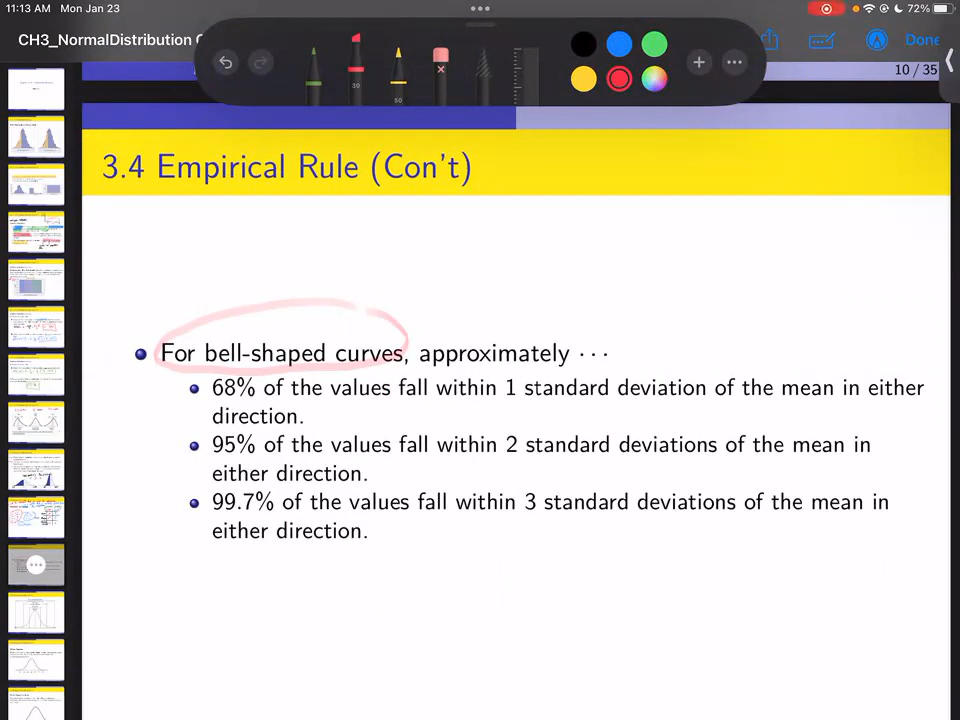 11:13 AM Mon Jan 23
72%
CH3_NormalDistribution
Done
30
50
10 / 35
3.4 Empirical Rule (Con't)
For bell-shaped curves, approximately ···
68% of the values fall within 1 standard deviation of the mean in either
direction.
95% of the values fall within 2 standard deviations of the mean in
either direction.
99.7% of the values fall within 3 standard deviations of the mean in
either direction.